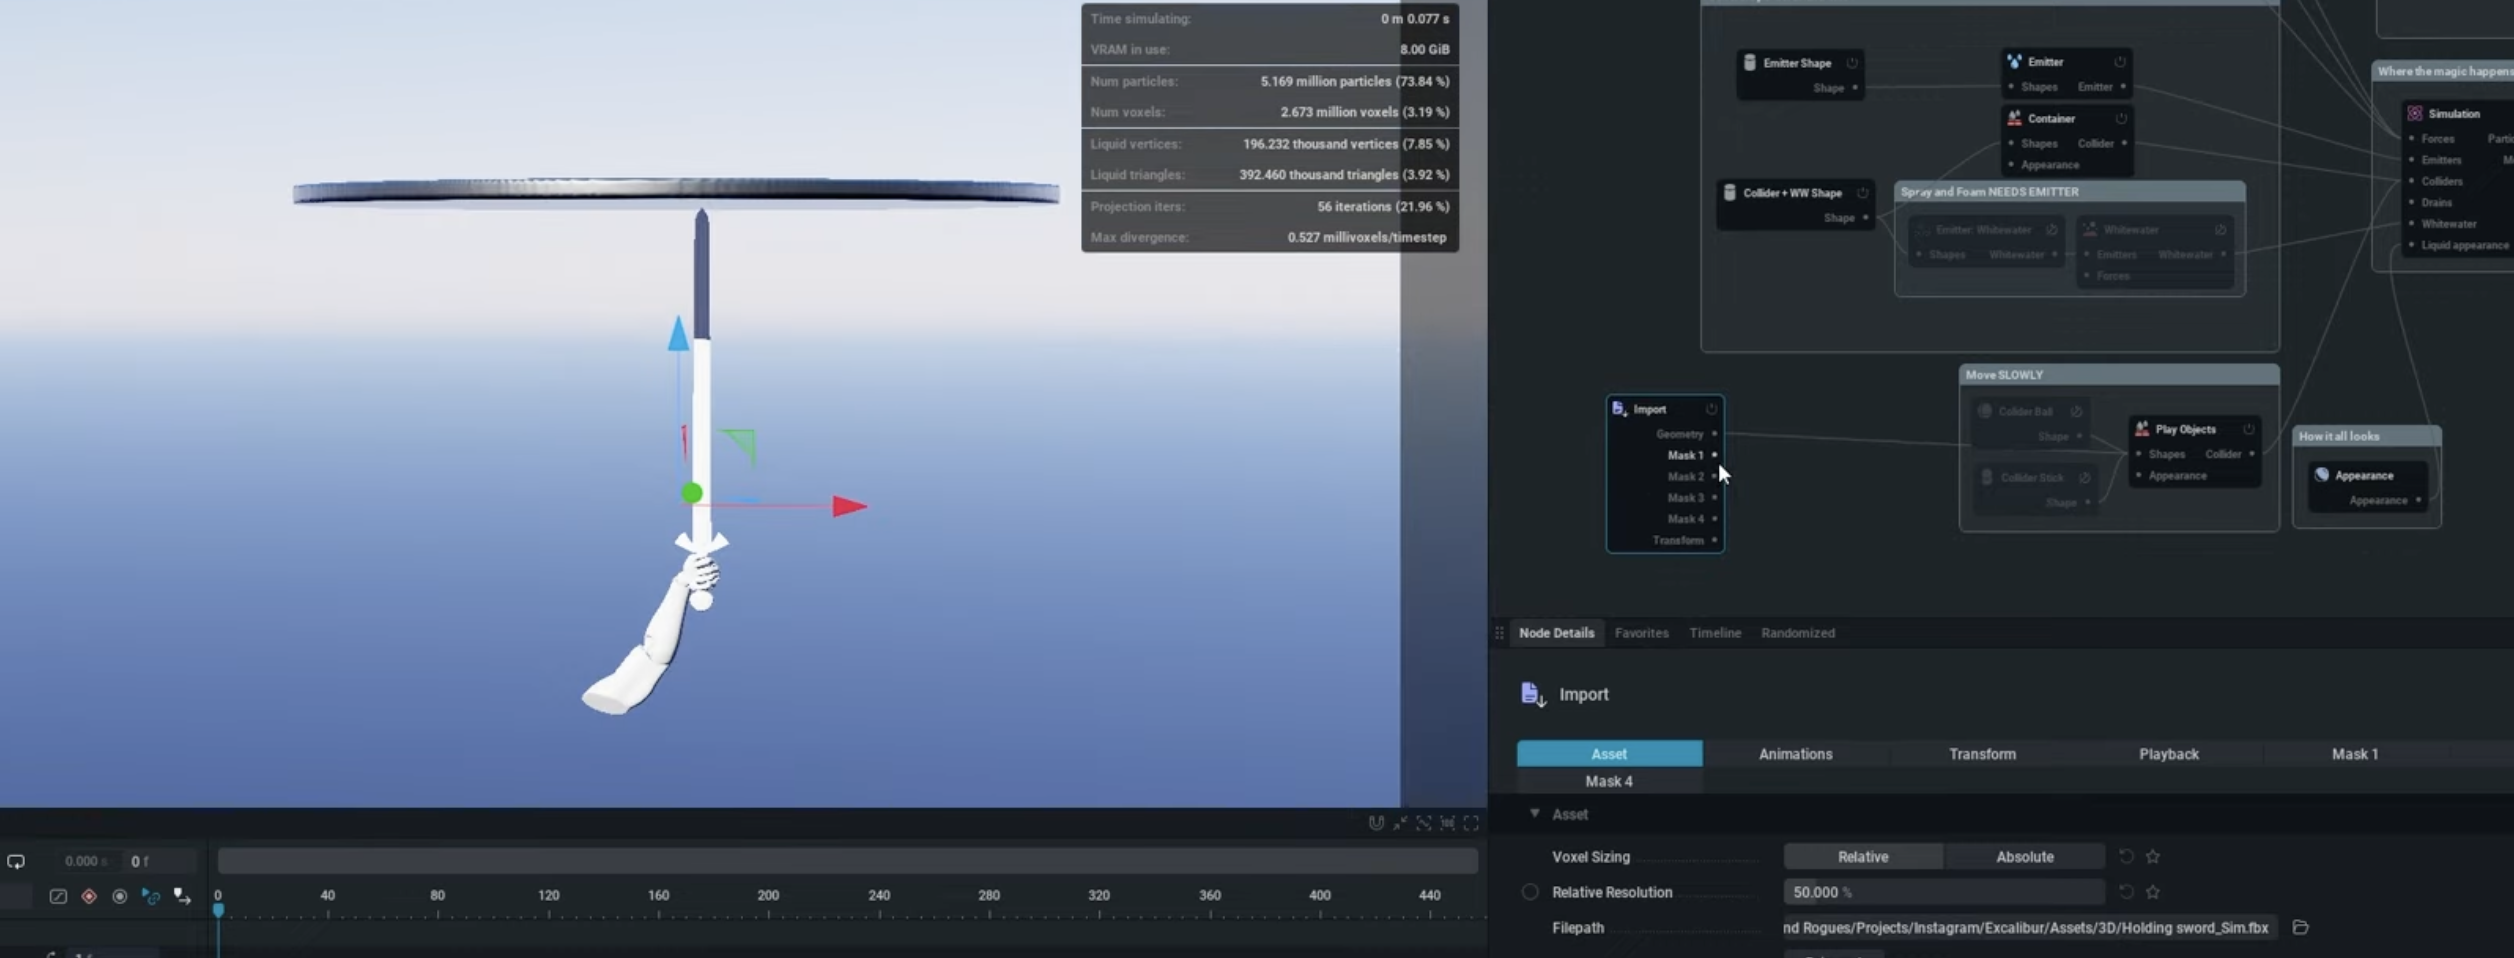 Time simulating: 0 m 0.077 s
VRAM in use: 8.00 GiB
Num particles: 5.169 million particles (73.84 %)
Num voxels: 2.673 million voxels (3.19 %)
Liquid vertices: 196.232 thousand vertices (7.85 %)
Liquid triangles: 392.460 thousand triangles (3.92 %)
Projection iters: 56 iterations (21.96 %)
Max divergence: 0.527 millivoxels/timestep
Emitter Shape
Shape
Emitter
Shapes Emitter
Container
Shapes Collider
Appearance
Collider + WW Shape
Shape
Spray and Foam NEEDS EMITTER
Emitter: Whitewater
Shapes Whitewater
Whitewater
Emitters Whitewater
Forces
Where the magic happens
Simulation
Forces
Emitters
Colliders
Drains
Whitewater
Liquid appearance
Import
Geometry
Mask 1
Mask 2
Mask 3
Mask 4
Transform
Move SLOWLY
Collider Ball
Shape
Collider Stick
Shape
Play Objects
Shapes Collider
Appearance
How it all looks
Appearance
Appearance
Node Details Favorites Timeline Randomized
Import
Asset Animations Transform Playback Mask 1
Mask 4
Asset
Voxel Sizing Relative Absolute
Relative Resolution 50.000 %
Filepath nd Rogues/Projects/Instagram/Excalibur/Assets/3D/Holding sword_Sim.fbx
0.000 s 0 f
0 40 80 120 160 200 240 280 320 360 400 440